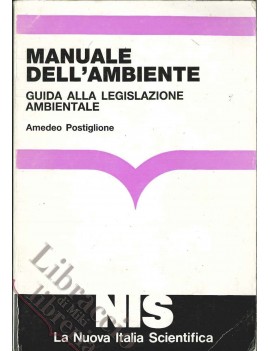 MANUALE
DELL'AMBIENTE
GUIDA ALLA LEGISLAZIONE
AMBIENTALE
Amedeo Postiglione
NIS
La Nuova Italia Scientifica